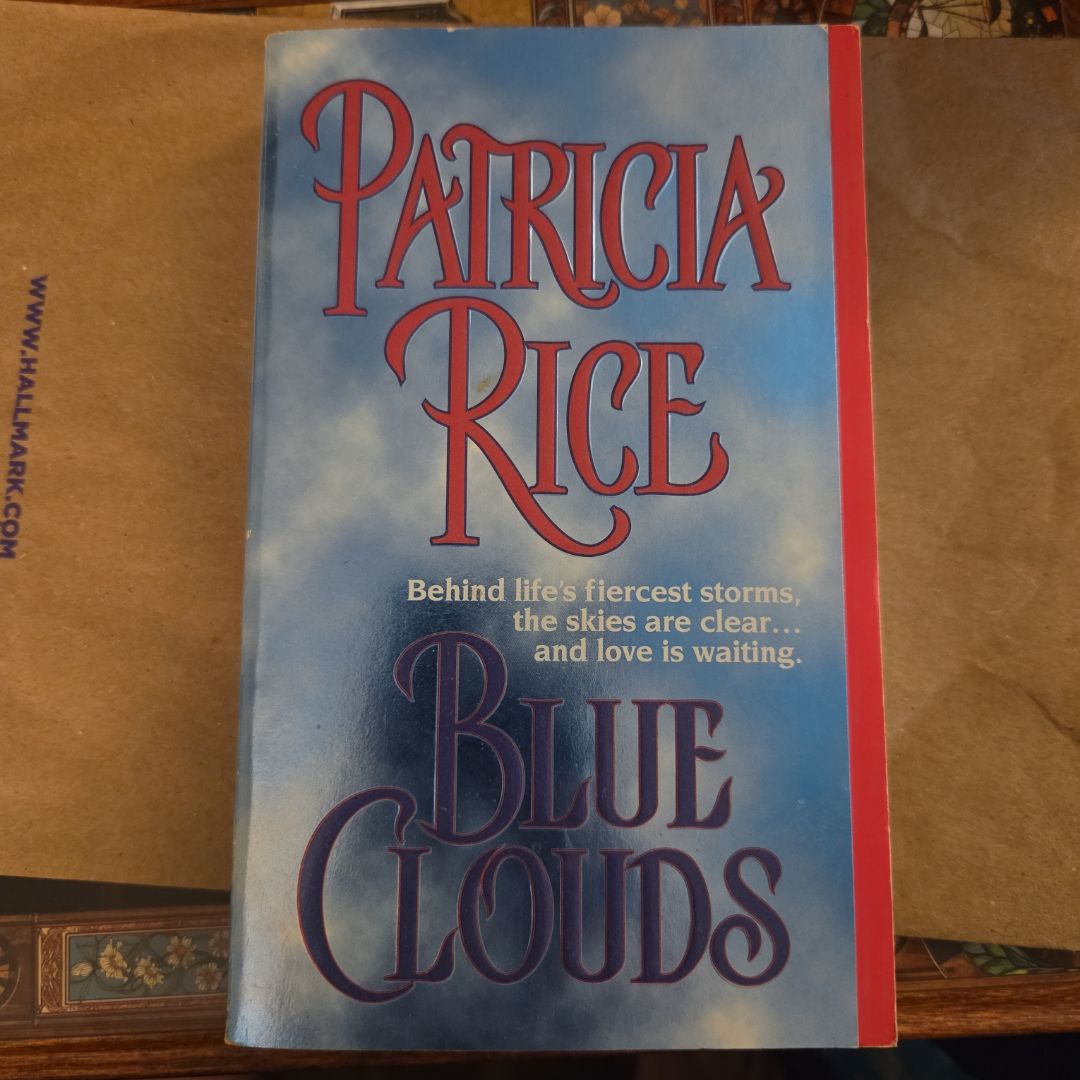 WWW.HALLMARK.COM
PATRICIA
RICE
Behind life's fiercest storms,
the skies are clear...
and love is waiting.
BLUE
CLOUDS